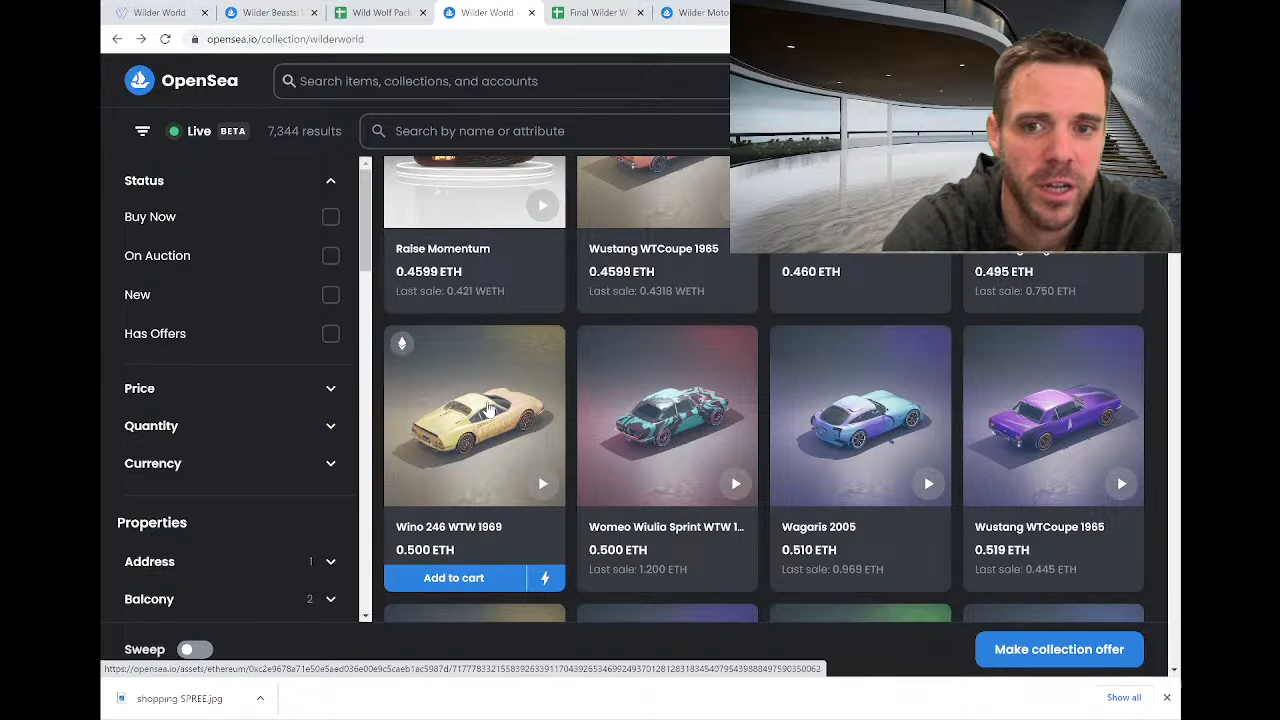 Wilder World
Wilder Beasts: W
Wild Wolf Pack
Wilder World -
Final Wilder W
Wilder Moto
opensea.io/collection/wilderworld
OpenSea
Search items, collections, and accounts
Live BETA 7,344 results
Search by name or attribute
Status
Buy Now
On Auction
New
Has Offers
Price
Quantity
Currency
Properties
Address 1
Balcony 2
Raise Momentum
0.4599 ETH
Last sale: 0.421 WETH
Wustang WTCoupe 1965
0.4599 ETH
Last sale: 0.4318 WETH
0.460 ETH
0.495 ETH
Last sale: 0.750 ETH
Wino 246 WTW 1969
0.500 ETH
Add to cart
Womeo Wiulia Sprint WTW 1...
0.500 ETH
Last sale: 1.200 ETH
Wagaris 2005
0.510 ETH
Last sale: 0.969 ETH
Wustang WTCoupe 1965
0.519 ETH
Last sale: 0.445 ETH
Sweep
Make collection offer
shopping SPREE.jpg
Show all